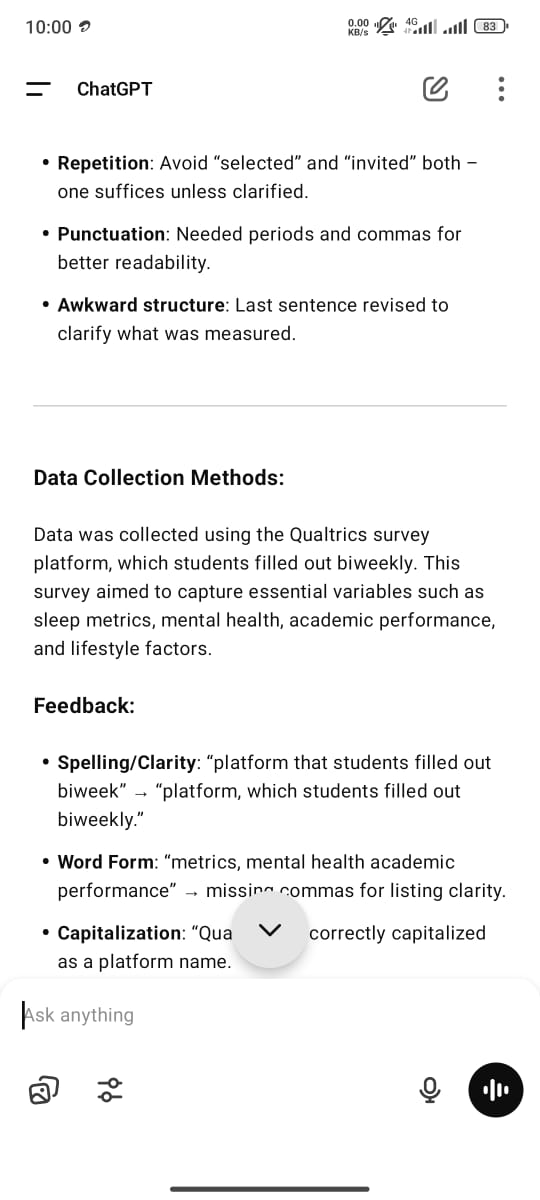 10:00
0.00
KB/s
4G
83
ChatGPT
• Repetition: Avoid “selected” and “invited” both –
one suffices unless clarified.
• Punctuation: Needed periods and commas for
better readability.
• Awkward structure: Last sentence revised to
clarify what was measured.
Data Collection Methods:
Data was collected using the Qualtrics survey
platform, which students filled out biweekly. This
survey aimed to capture essential variables such as
sleep metrics, mental health, academic performance,
and lifestyle factors.
Feedback:
• Spelling/Clarity: “platform that students filled out
biweek” → “platform, which students filled out
biweekly.”
• Word Form: “metrics, mental health academic
performance” → missing commas for listing clarity.
• Capitalization: “Qua correctly capitalized
as a platform name.
Ask anything